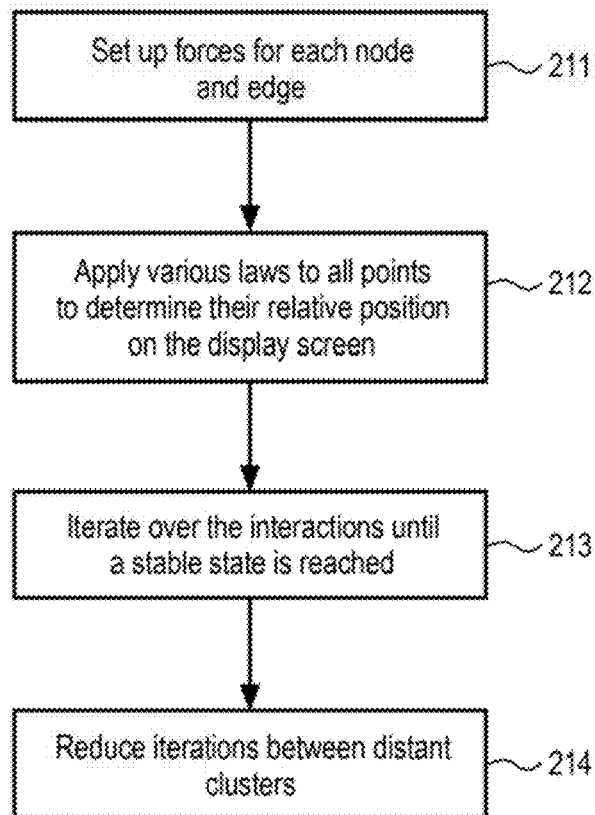 Set up forces for each node
and edge
211
Apply various laws to all points
to determine their relative position
on the display screen
212
Iterate over the interactions until
a stable state is reached
213
Reduce iterations between distant
clusters
214